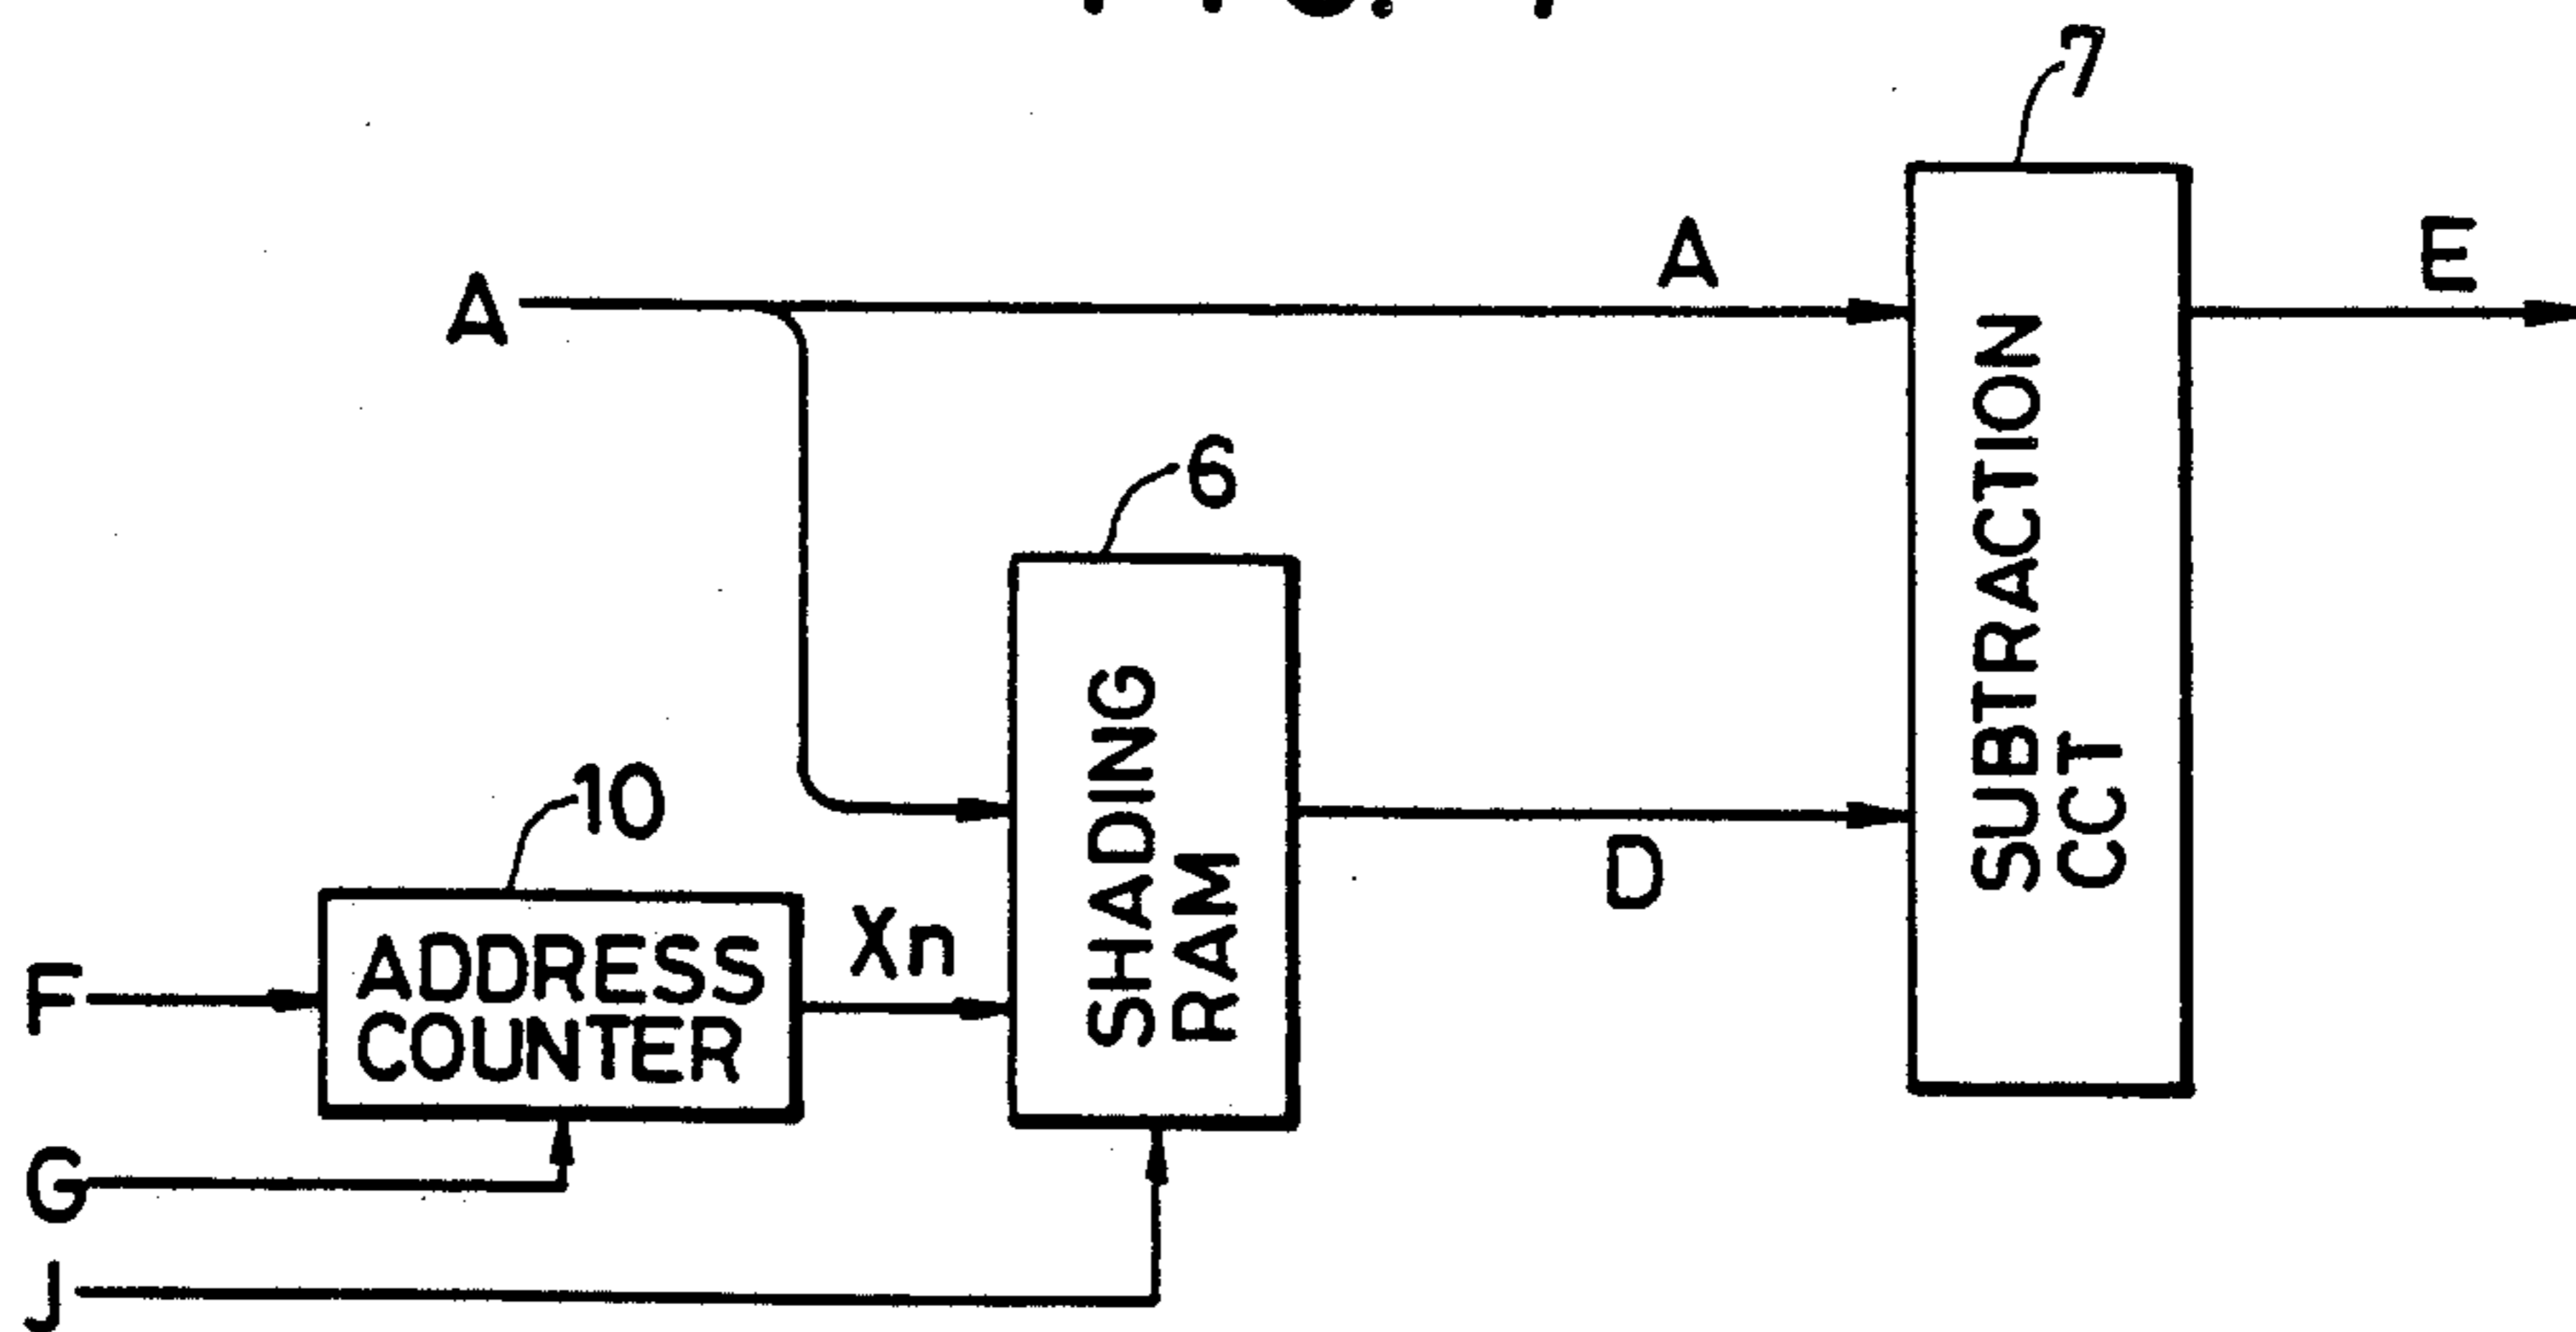 7
A
A
E
6
SUBTRACTION
CCT
SHADING
RAM
10
D
Xn
F
ADDRESS
COUNTER
G
J